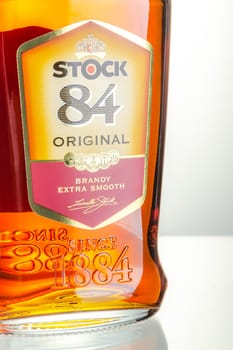 STOCK
84
ORIGINAL
BRANDY
EXTRA SMOOTH
SINCE
1884